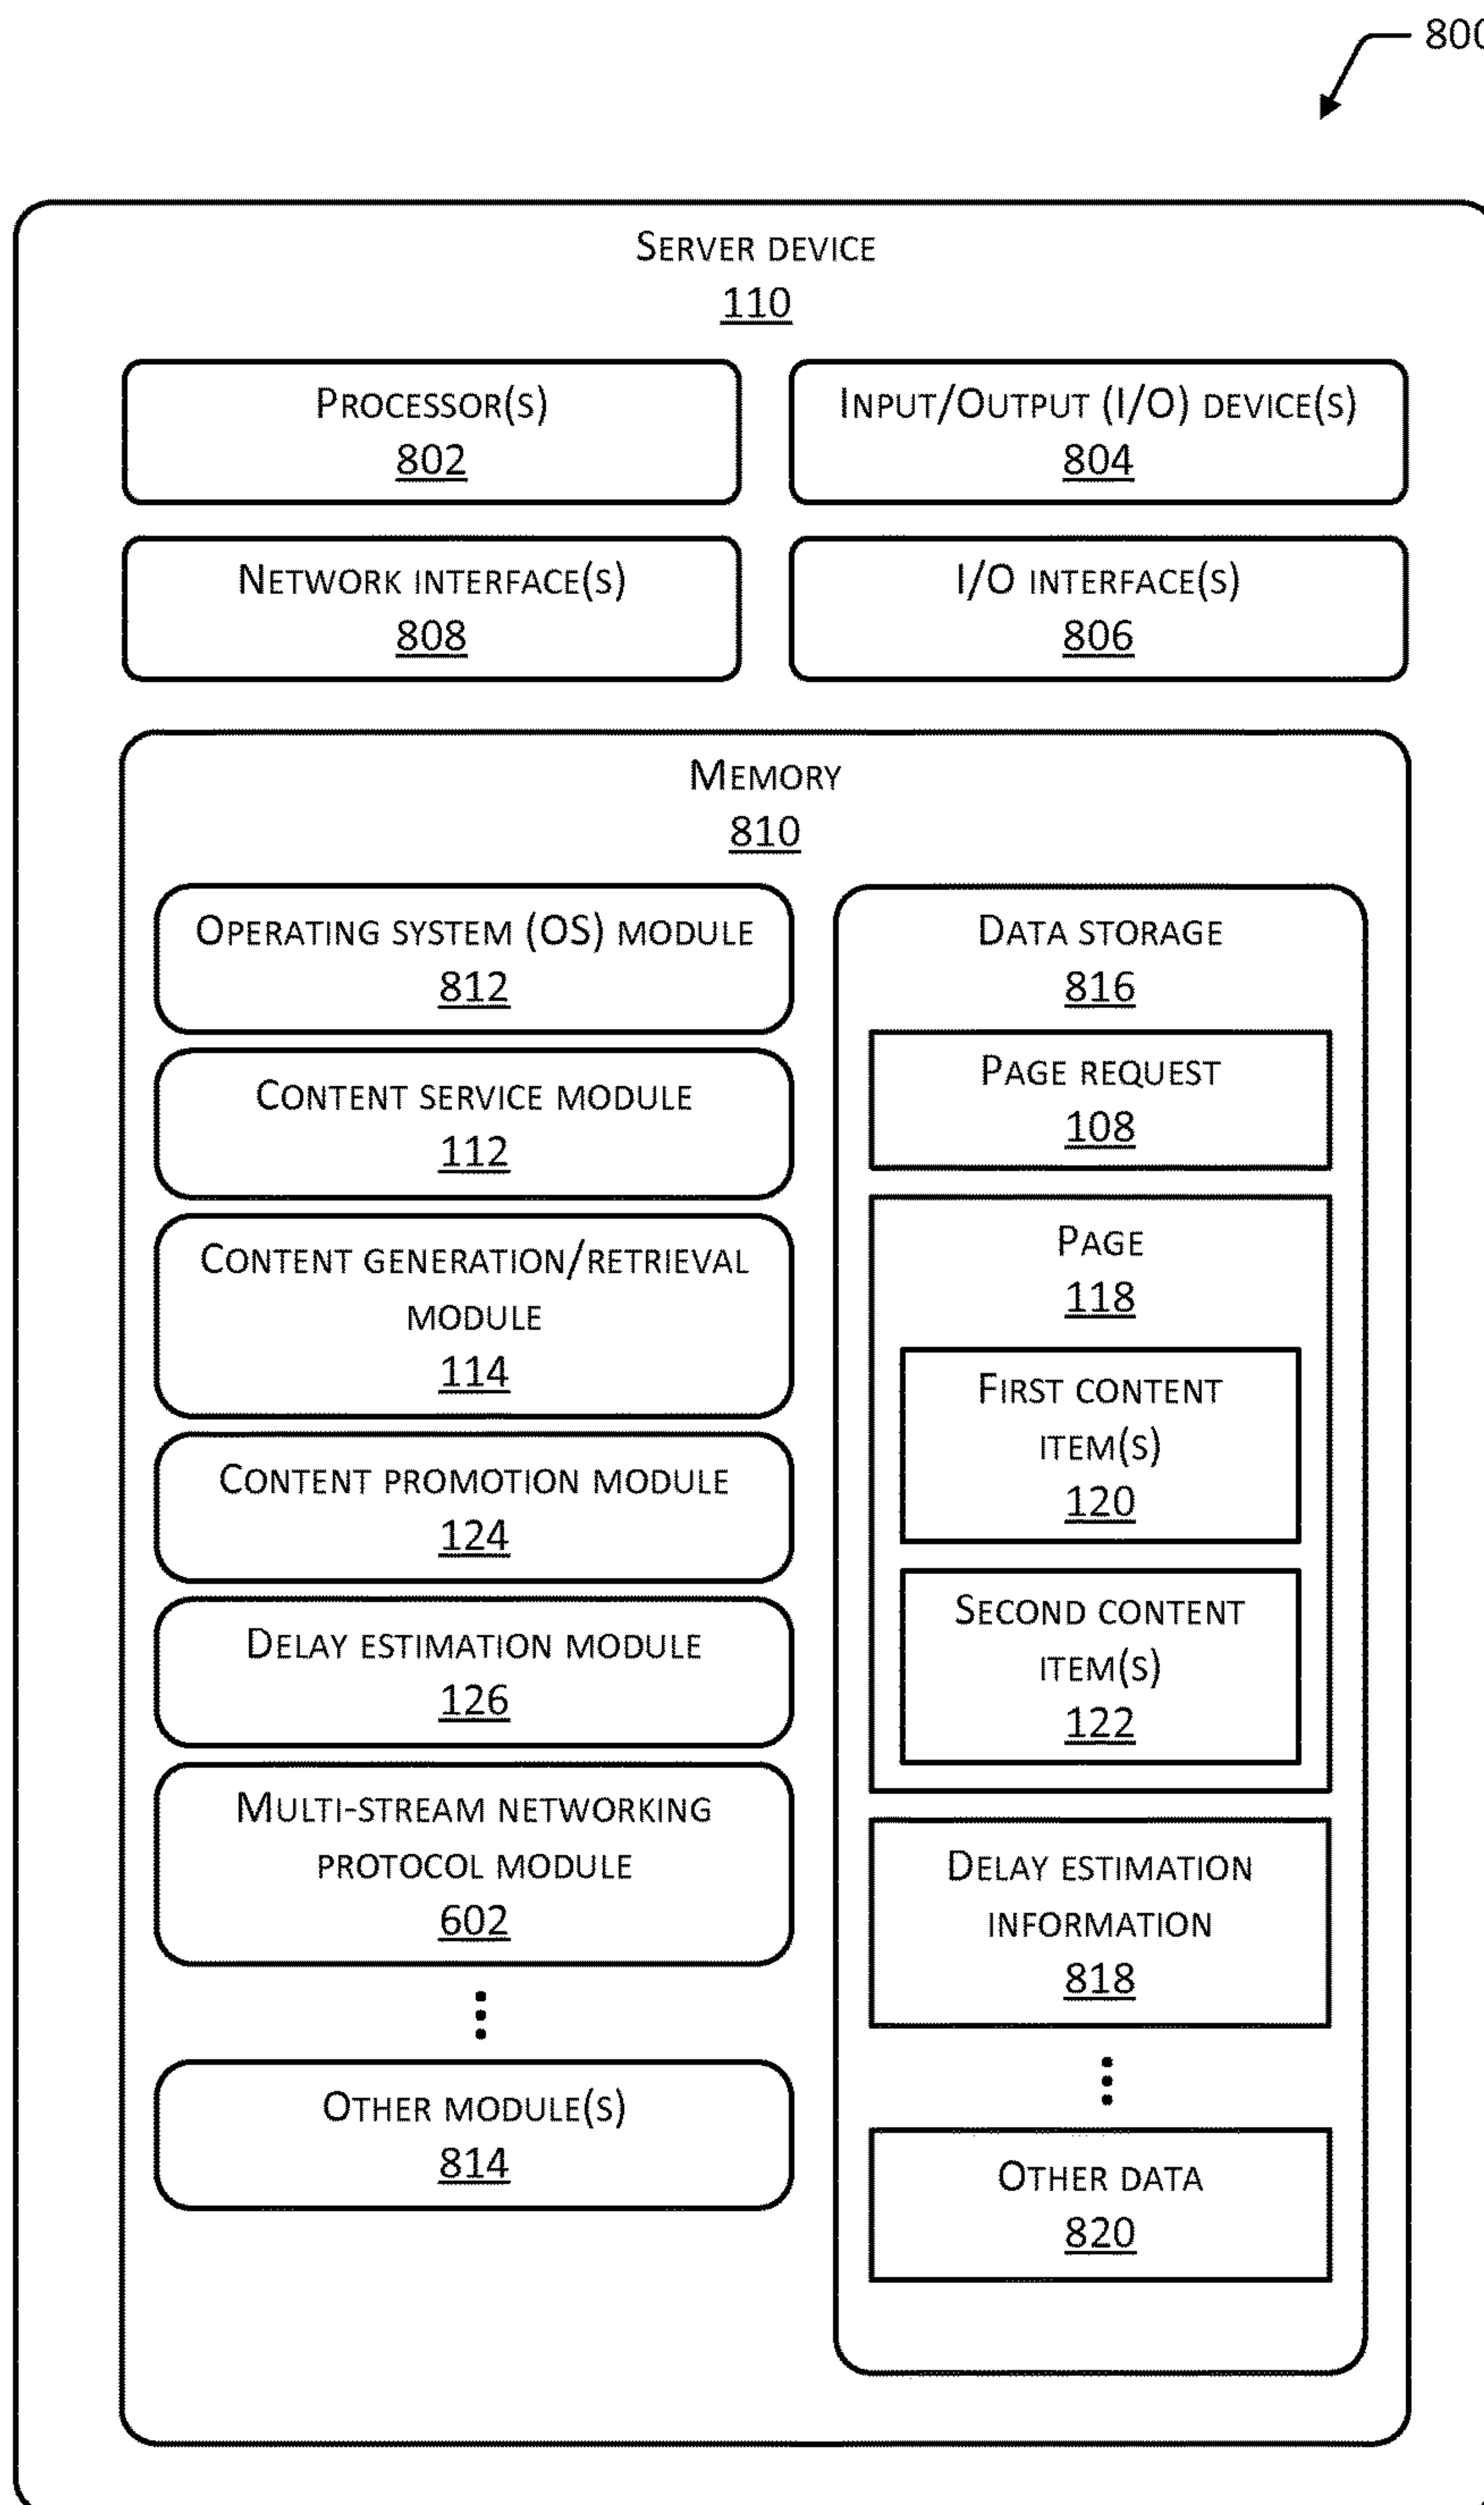 800
SERVER DEVICE
110
PROCESSOR(S)
802
INPUT/OUTPUT (I/O) DEVICE(S)
804
NETWORK INTERFACE(S)
808
I/O INTERFACE(S)
806
MEMORY
810
OPERATING SYSTEM (OS) MODULE
812
CONTENT SERVICE MODULE
112
CONTENT GENERATION/RETRIEVAL
MODULE
114
CONTENT PROMOTION MODULE
124
DELAY ESTIMATION MODULE
126
MULTI-STREAM NETWORKING
PROTOCOL MODULE
602
OTHER MODULE(S)
814
DATA STORAGE
816
PAGE REQUEST
108
PAGE
118
FIRST CONTENT
ITEM(S)
120
SECOND CONTENT
ITEM(S)
122
DELAY ESTIMATION
INFORMATION
818
OTHER DATA
820